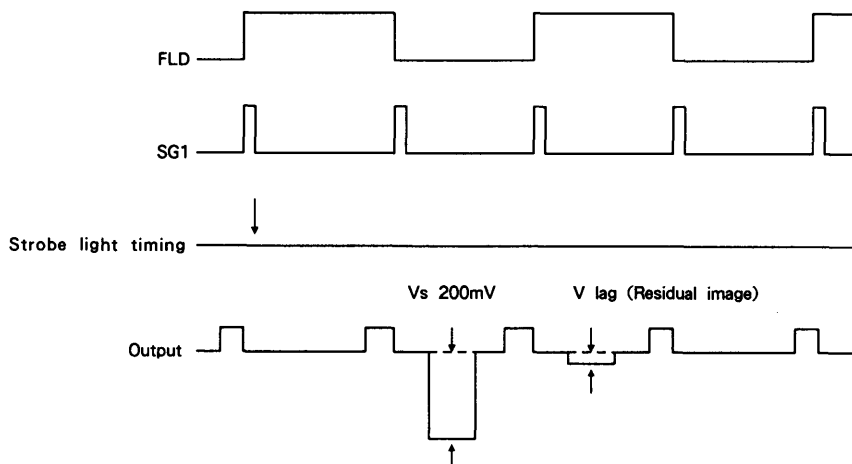 FLD
SG1
Strobe light timing
Vs 200mV
V lag (Residual image)
Output